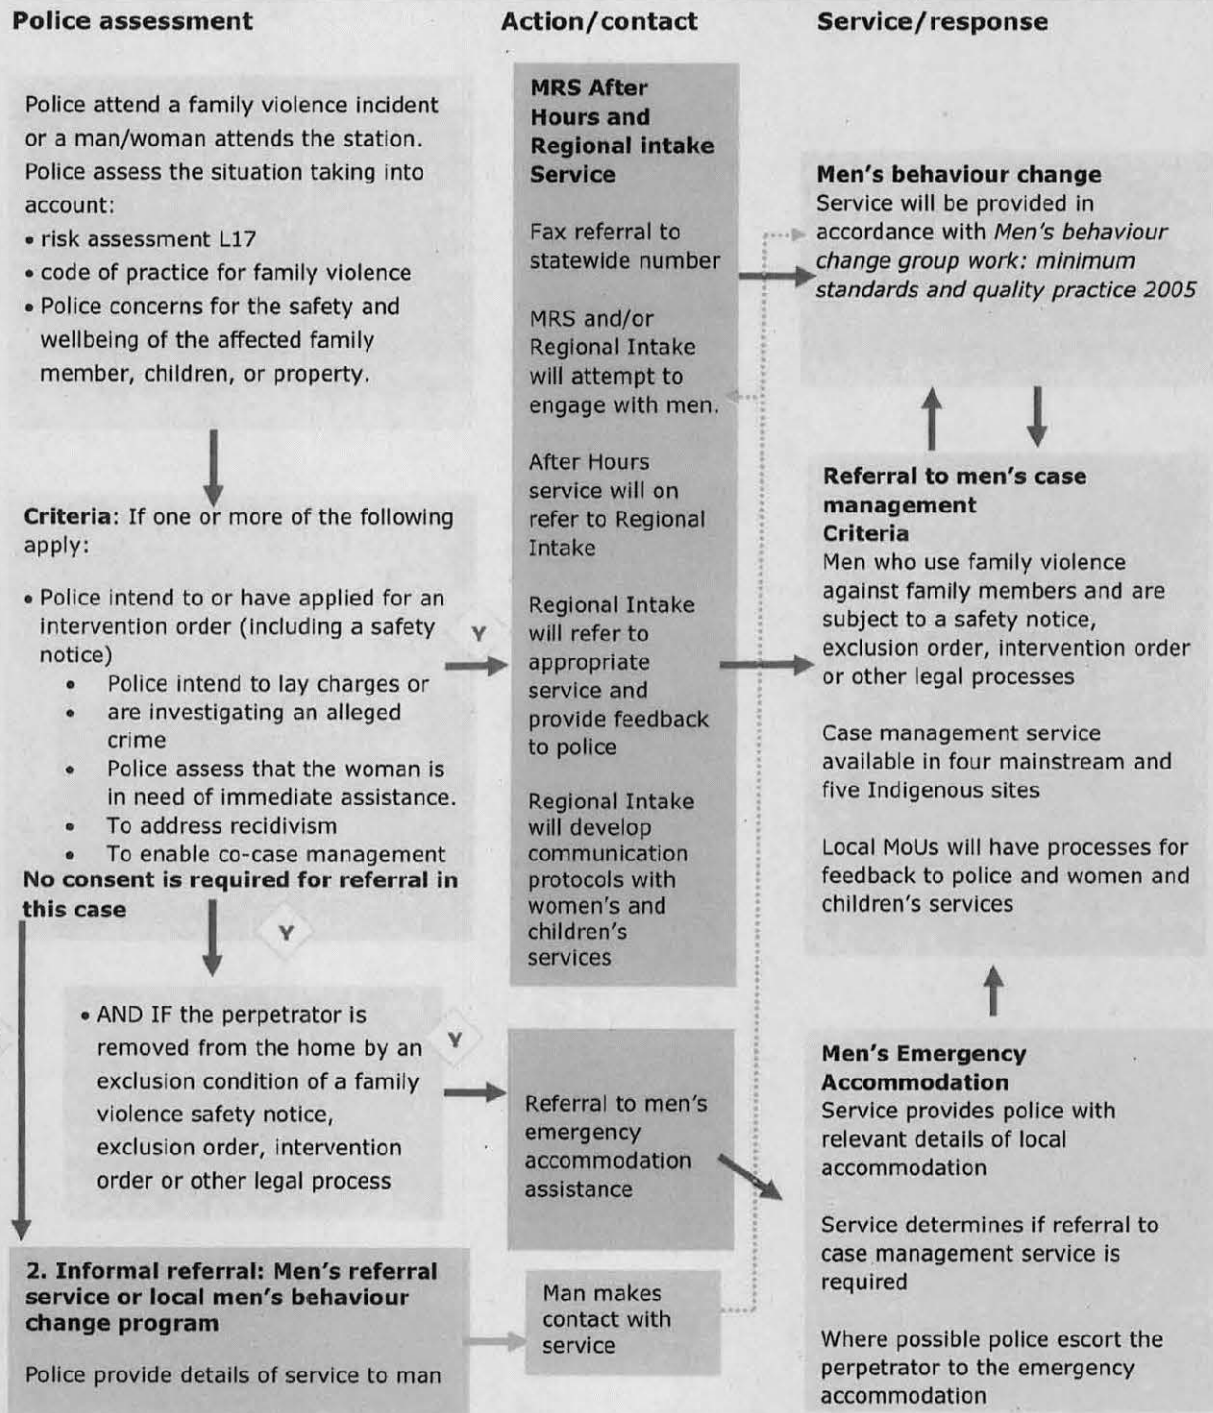 Police assessment
Police attend a family violence incident
or a man/woman attends the station.
Police assess the situation taking into
account:
• risk assessment L17
• code of practice for family violence
• Police concerns for the safety and
wellbeing of the affected family
member, children, or property.
Criteria: If one or more of the following
apply:
• Police intend to or have applied for an
intervention order (including a safety
notice)
• Police intend to lay charges or
• are investigating an alleged
crime
• Police assess that the woman is
in need of immediate assistance.
• To address recidivism
• To enable co-case management
No consent is required for referral in
this case
Y
Y
• AND IF the perpetrator is
removed from the home by an
exclusion condition of a family
violence safety notice,
exclusion order, intervention
order or other legal process
Y
2. Informal referral: Men's referral
service or local men's behaviour
change program
Police provide details of service to man
Action/contact
MRS After
Hours and
Regional intake
Service
Fax referral to
statewide number
MRS and/or
Regional Intake
will attempt to
engage with men.
After Hours
service will on
refer to Regional
Intake
Regional Intake
will refer to
appropriate
service and
provide feedback
to police
Regional Intake
will develop
communication
protocols with
women's and
children's
services
Referral to men's
emergency
accommodation
assistance
Man makes
contact with
service
Service/response
Men's behaviour change
Service will be provided in
accordance with Men's behaviour
change group work: minimum
standards and quality practice 2005
Referral to men's case
management
Criteria
Men who use family violence
against family members and are
subject to a safety notice,
exclusion order, intervention order
or other legal processes
Case management service
available in four mainstream and
five Indigenous sites
Local MoUs will have processes for
feedback to police and women and
children's services
Men's Emergency
Accommodation
Service provides police with
relevant details of local
accommodation
Service determines if referral to
case management service is
required
Where possible police escort the
perpetrator to the emergency
accommodation